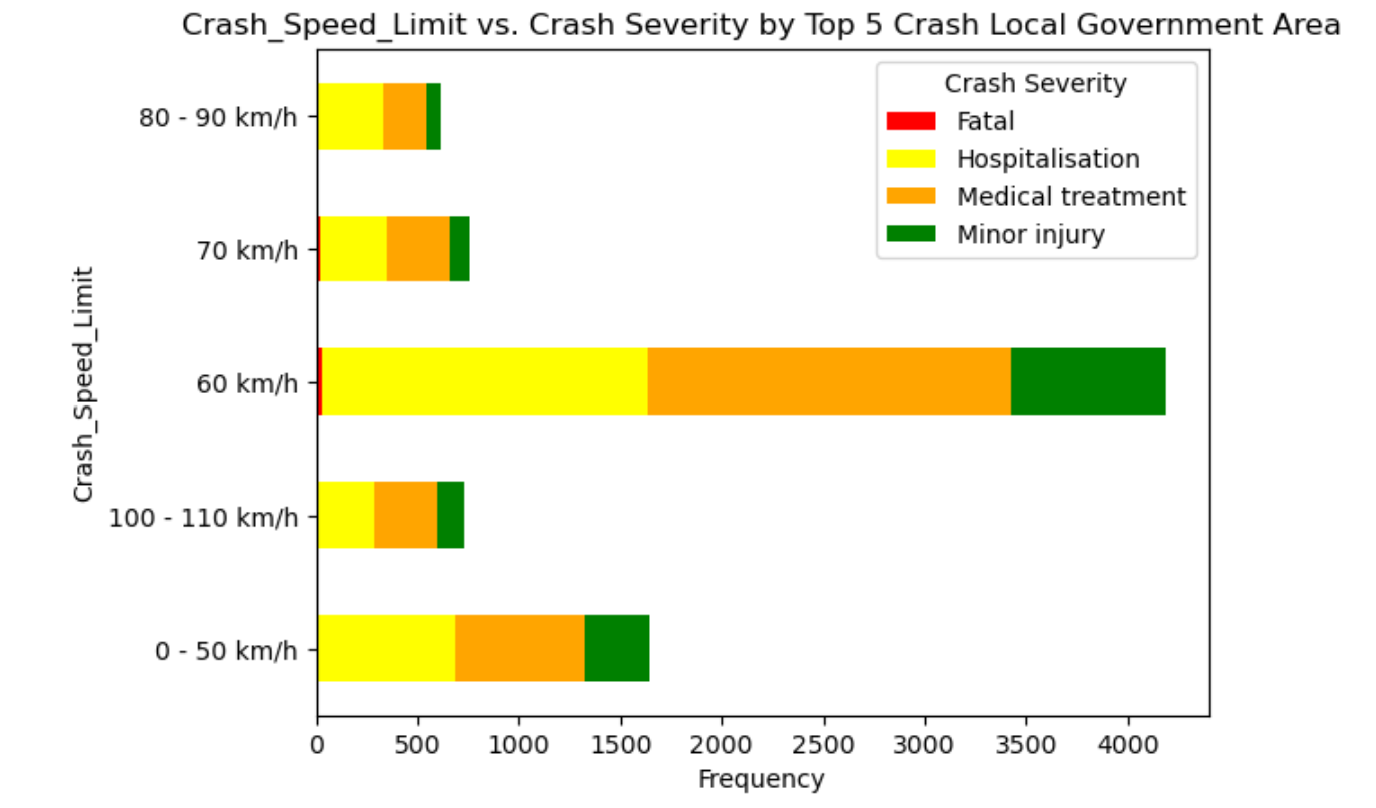 Crash_Speed_Limit vs. Crash Severity by Top 5 Crash Local Government Area
Crash Severity
Fatal
Hospitalisation
Medical treatment
Minor injury
Crash_Speed_Limit
80 - 90 km/h
70 km/h
60 km/h
100 - 110 km/h
0 - 50 km/h
0 500 1000 1500 2000 2500 3000 3500 4000
Frequency